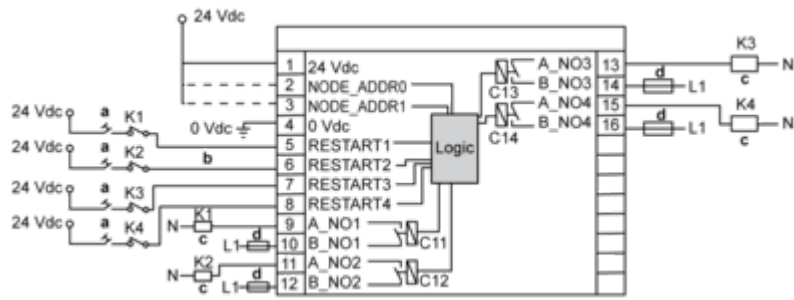 24 Vdc
1 24 Vdc
2 NODE_ADDR0
3 NODE_ADDR1
4 0 Vdc
0 Vdc
5 RESTART1
6 RESTART2
7 RESTART3
8 RESTART4
9 A_NO1
10 B_NO1
11 A_NO2
12 B_NO2
24 Vdc a K1
24 Vdc a K2 b
24 Vdc a K3
24 Vdc a K4
N K1 c
L1 d
N K2 c
L1 d
Logic
C13
C14
C11
C12
A_NO3 13
B_NO3 14
A_NO4 15
B_NO4 16
K3 c N
d L1
K4 c N
d L1